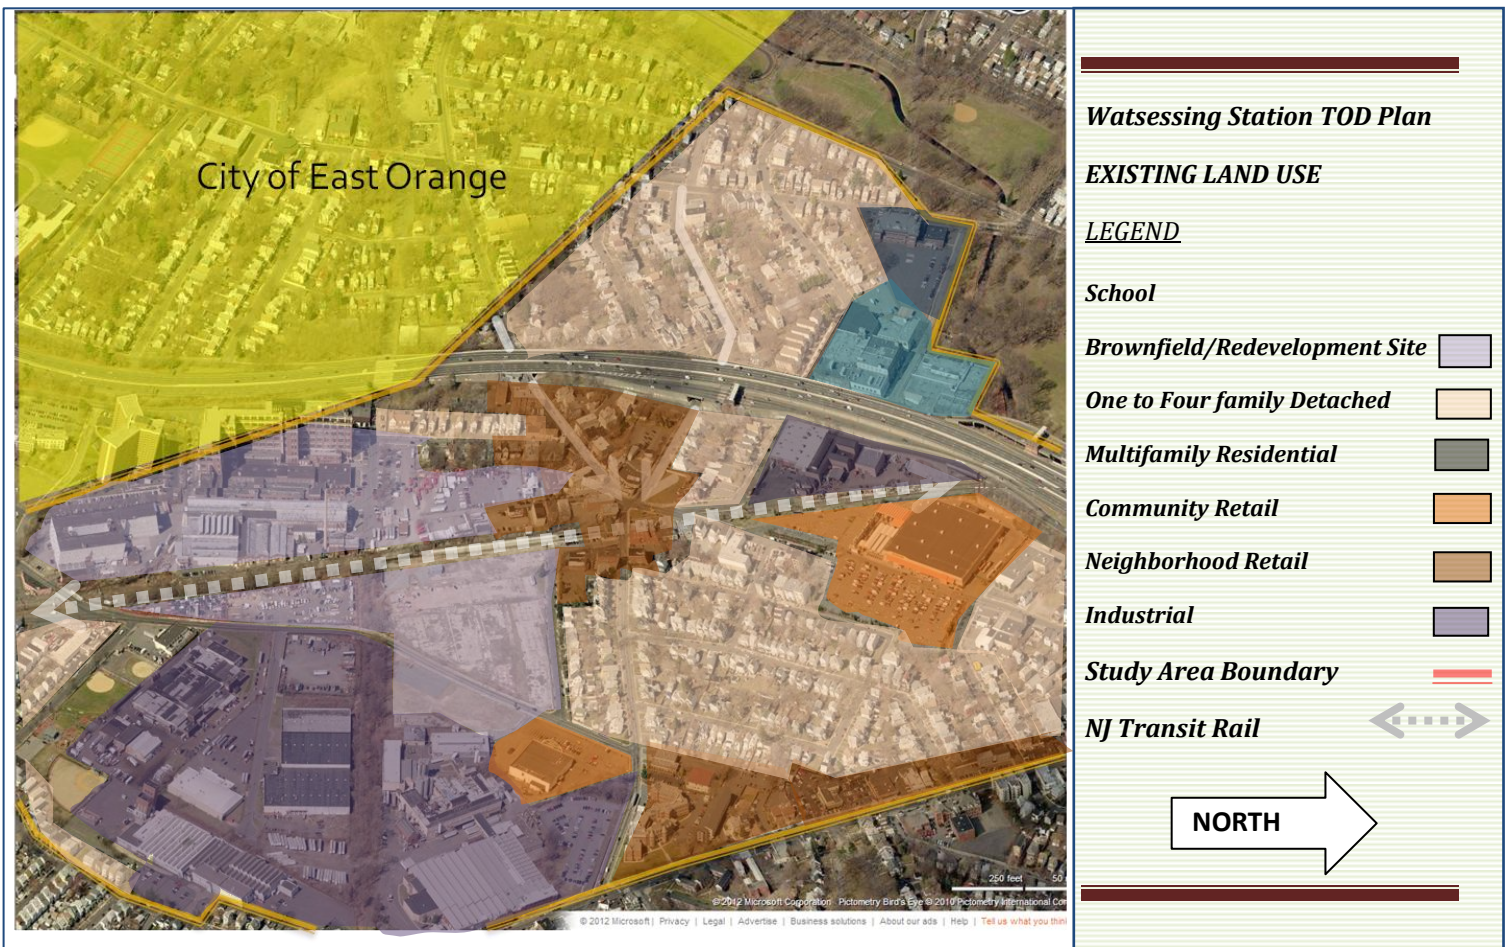 City of East Orange
Watsessing Station TOD Plan
EXISTING LAND USE
LEGEND
School
Brownfield/Redevelopment Site
One to Four family Detached
Multifamily Residential
Community Retail
Neighborhood Retail
Industrial
Study Area Boundary
NJ Transit Rail
NORTH
250 feet 50
© 2012 Microsoft Corporation Pictometry Bird's Eye © 2010 Pictometry International Cor
© 2012 Microsoft | Privacy | Legal | Advertise | Business solutions | About our ads | Help | Tell us what you thin